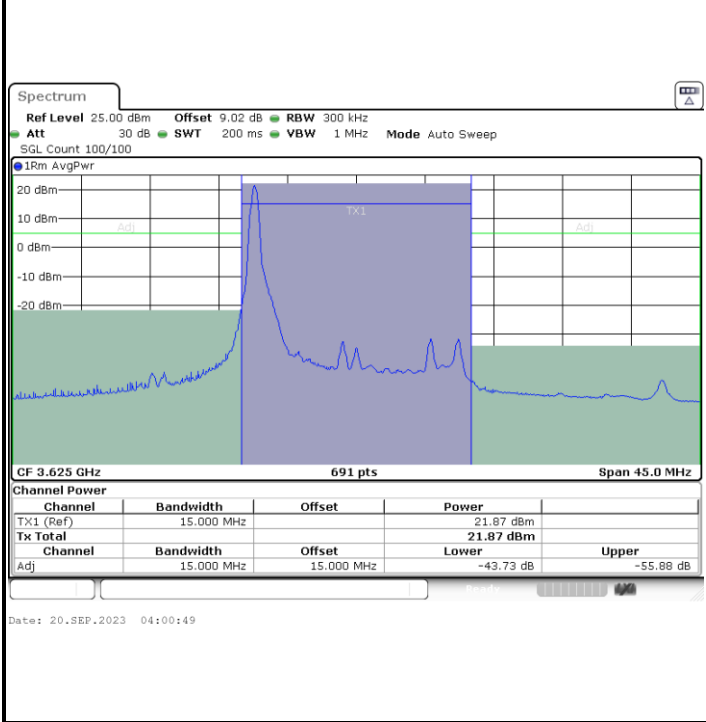 Spectrum
Ref Level 25.00 dBm Offset 9.02 dB RBW 300 kHz
Att 30 dB SWT 200 ms VBW 1 MHz Mode Auto Sweep
SGL Count 100/100
1Rm AvgPwr
20 dBm
TX1
10 dBm
Adj Adj
0 dBm
-10 dBm
-20 dBm
CF 3.625 GHz 691 pts Span 45.0 MHz
Channel Power
Channel Bandwidth Offset Power
TX1 (Ref) 15.000 MHz 21.87 dBm
Tx Total 21.87 dBm
Channel Bandwidth Offset Lower Upper
Adj 15.000 MHz 15.000 MHz -43.73 dB -55.88 dB
Ready
Date: 20.SEP.2023 04:00:49